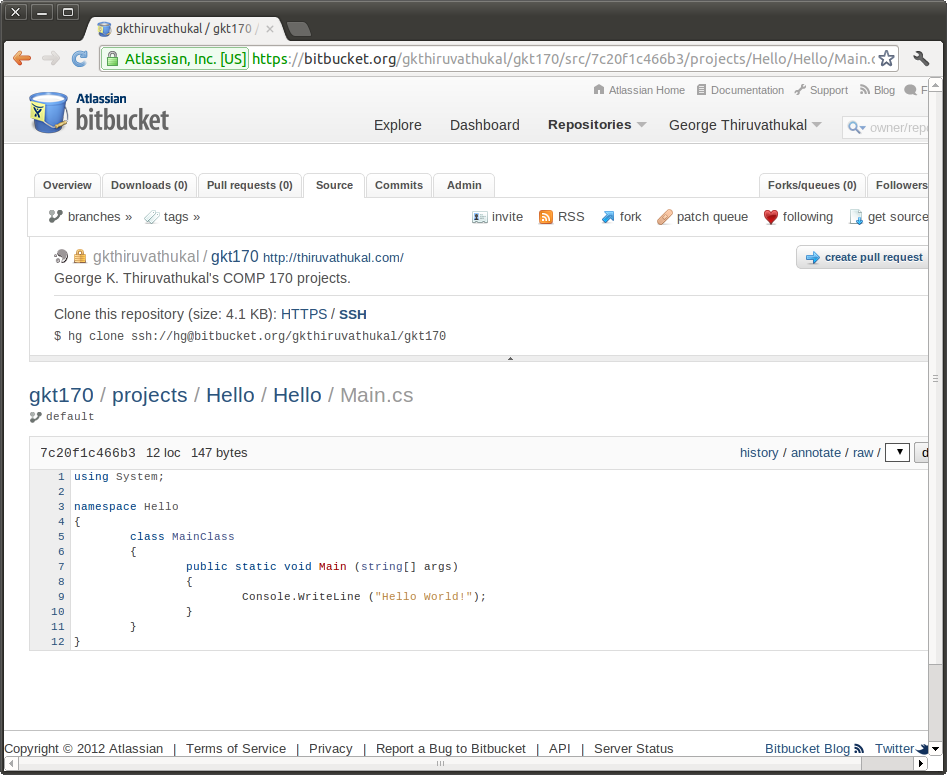 gkthiruvathukal / gkt170 /
Atlassian, Inc. [US] https://bitbucket.org/gkthiruvathukal/gkt170/src/7c20f1c466b3/projects/Hello/Hello/Main.c
Atlassian Home Documentation Support Blog F
Atlassian
bitbucket
Explore Dashboard Repositories George Thiruvathukal owner/repo
Overview Downloads (0) Pull requests (0) Source Commits Admin Forks/queues (0) Followers
branches » tags » invite RSS fork patch queue following get source
gkthiruvathukal / gkt170 http://thiruvathukal.com/ create pull request
George K. Thiruvathukal's COMP 170 projects.
Clone this repository (size: 4.1 KB): HTTPS / SSH
$ hg clone ssh://hg@bitbucket.org/gkthiruvathukal/gkt170
gkt170 / projects / Hello / Hello / Main.cs
default
7c20f1c466b3 12 loc 147 bytes history / annotate / raw / d
1 using System;
2
3 namespace Hello
4 {
5 class MainClass
6 {
7 public static void Main (string[] args)
8 {
9 Console.WriteLine ("Hello World!");
10 }
11 }
12 }
Copyright © 2012 Atlassian | Terms of Service | Privacy | Report a Bug to Bitbucket | API | Server Status Bitbucket Blog Twitter